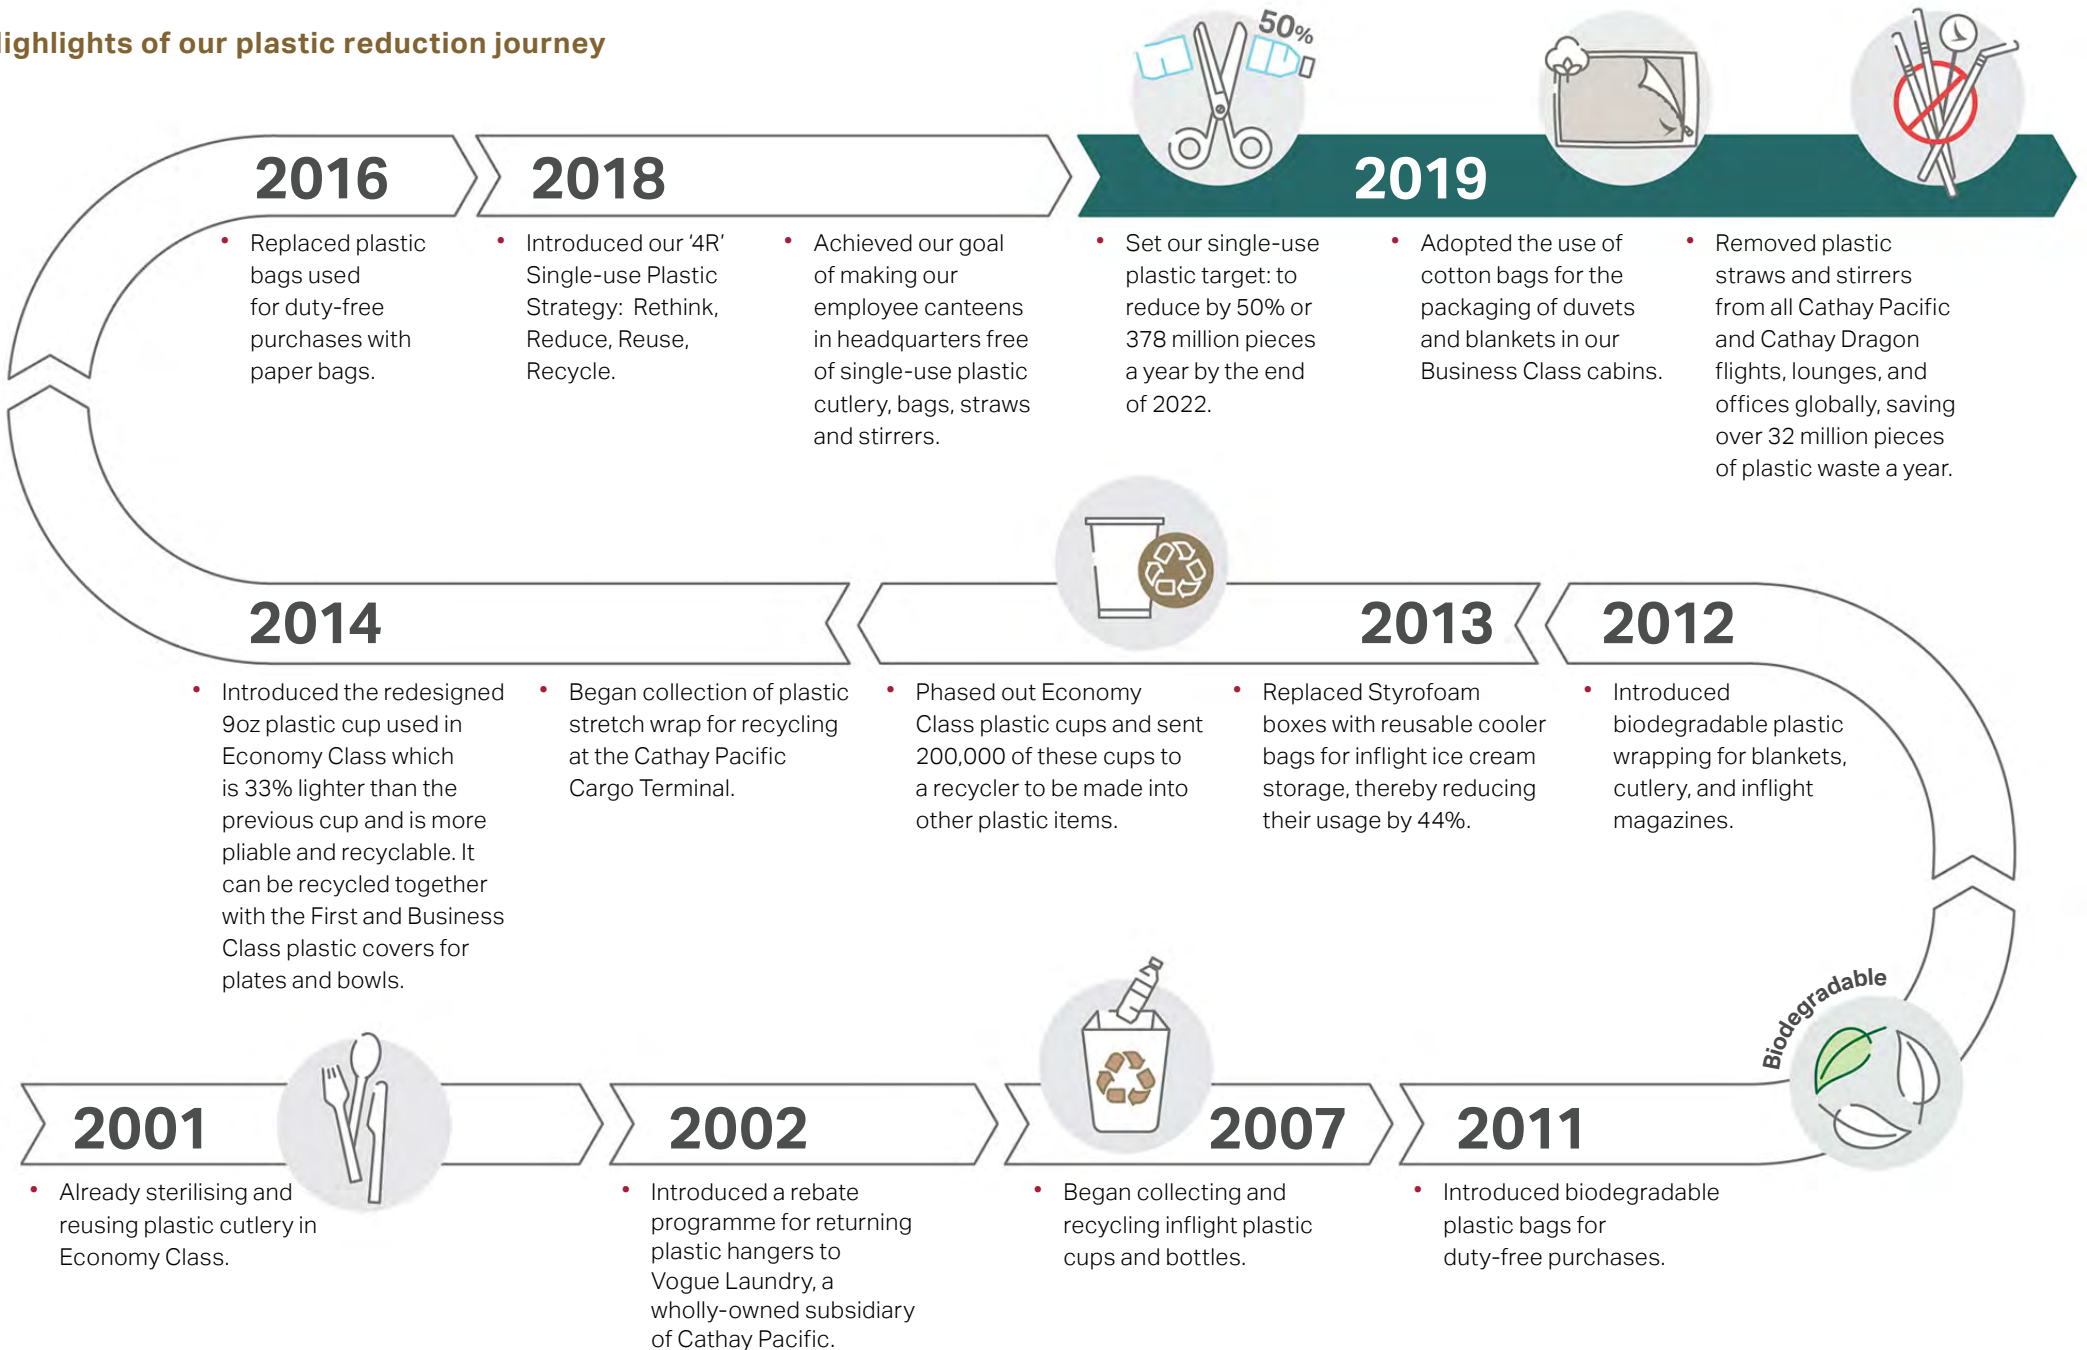 Highlights of our plastic reduction journey
50%
2016
2018
2019
• Replaced plastic
bags used
for duty-free
purchases with
paper bags.
• Introduced our ‘4R’
Single-use Plastic
Strategy: Rethink,
Reduce, Reuse,
Recycle.
• Achieved our goal
of making our
employee canteens
in headquarters free
of single-use plastic
cutlery, bags, straws
and stirrers.
• Set our single-use
plastic target: to
reduce by 50% or
378 million pieces
a year by the end
of 2022.
• Adopted the use of
cotton bags for the
packaging of duvets
and blankets in our
Business Class cabins.
• Removed plastic
straws and stirrers
from all Cathay Pacific
and Cathay Dragon
flights, lounges, and
offices globally, saving
over 32 million pieces
of plastic waste a year.
2014
2013
2012
• Introduced the redesigned
9oz plastic cup used in
Economy Class which
is 33% lighter than the
previous cup and is more
pliable and recyclable. It
can be recycled together
with the First and Business
Class plastic covers for
plates and bowls.
• Began collection of plastic
stretch wrap for recycling
at the Cathay Pacific
Cargo Terminal.
• Phased out Economy
Class plastic cups and sent
200,000 of these cups to
a recycler to be made into
other plastic items.
• Replaced Styrofoam
boxes with reusable cooler
bags for inflight ice cream
storage, thereby reducing
their usage by 44%.
• Introduced
biodegradable plastic
wrapping for blankets,
cutlery, and inflight
magazines.
Biodegradable
2001
2002
2007
2011
• Already sterilising and
reusing plastic cutlery in
Economy Class.
• Introduced a rebate
programme for returning
plastic hangers to
Vogue Laundry, a
wholly-owned subsidiary
of Cathay Pacific.
• Began collecting and
recycling inflight plastic
cups and bottles.
• Introduced biodegradable
plastic bags for
duty-free purchases.